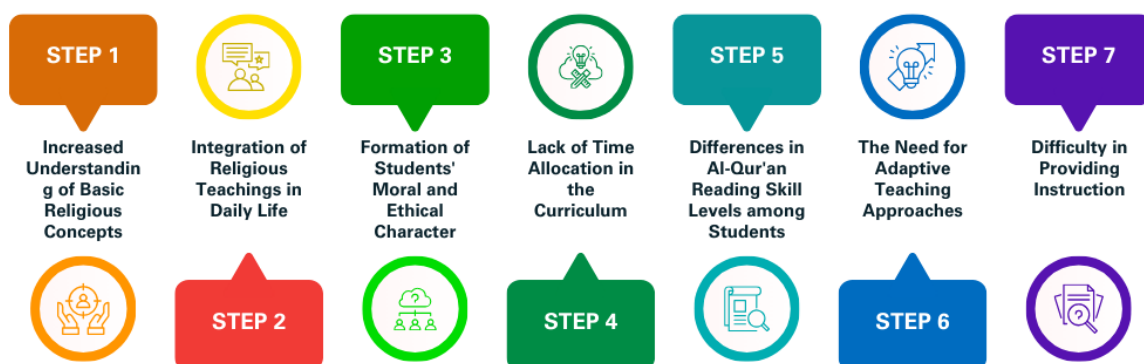 STEP 1
Increased
Understandin
g of Basic
Religious
Concepts
Integration of
Religious
Teachings in
Daily Life
STEP 2
STEP 3
Formation of
Students'
Moral and
Ethical
Character
Lack of Time
Allocation in
the
Curriculum
STEP 4
STEP 5
Differences in
Al-Qur'an
Reading Skill
Levels among
Students
The Need for
Adaptive
Teaching
Approaches
STEP 6
STEP 7
Difficulty in
Providing
Instruction